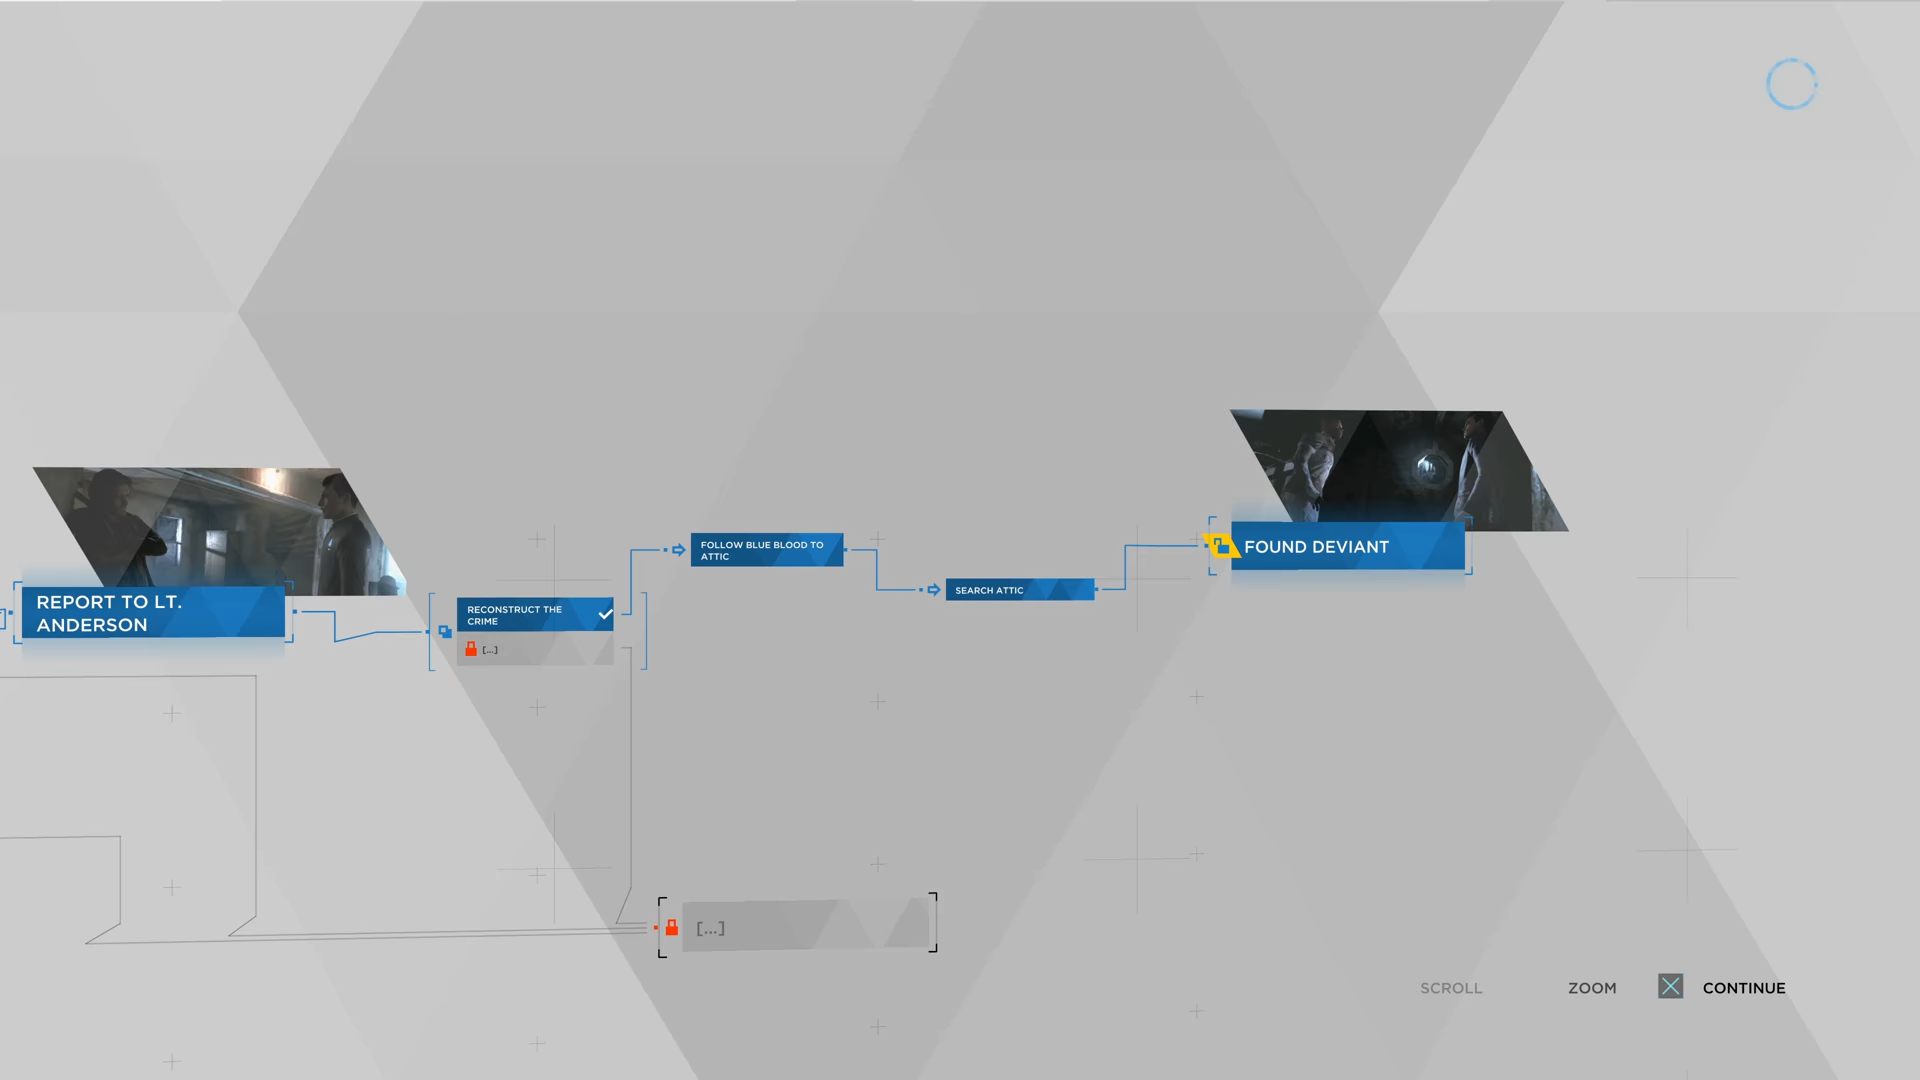 REPORT TO LT.
ANDERSON
RECONSTRUCT THE
CRIME
[...]
FOLLOW BLUE BLOOD TO
ATTIC
SEARCH ATTIC
FOUND DEVIANT
[...]
SCROLL
ZOOM
CONTINUE